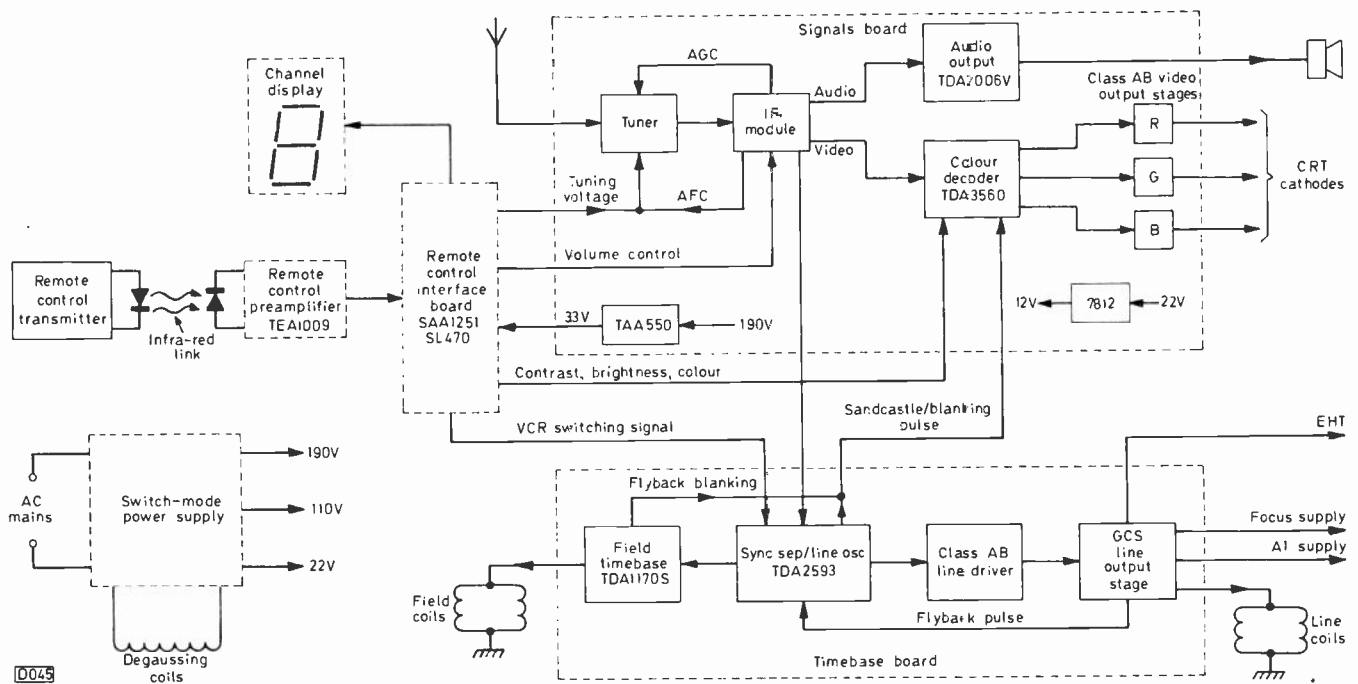 Signals board
Channel
display
AGC
Audio
output
TDA2006V
Class AB video
output stages
Tuner
I.F.
module
Audio
Video
R
G
B
CRT
cathodes
Colour
decoder
TDA3560
Tuning
voltage
AFC
Remote
control
transmitter
Infra-red
link
Remote
control
preamplifier
TEA1009
Remote
control
interface
board
SAA1251
SL470
Volume control
33V
TAA550
190V
12V
7812
22V
Contrast, brightness, colour
Sandcastle/blanking
pulse
VCR switching signal
EHT
AC
mains
Switch-mode
power supply
190V
110V
22V
Degaussing
coils
Flyback blanking
Field
timebase
TDA1170S
Sync sep/line osc
TDA2593
Class AB
line driver
GCS
line
output
stage
Focus supply
A1 supply
Field
coils
Flyback pulse
Line
coils
Timebase board
D045